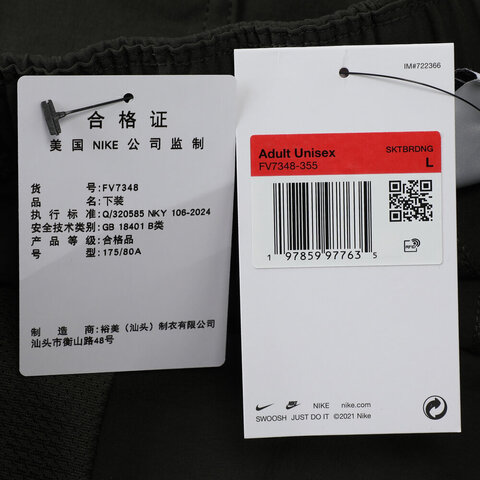 合格证
美国 NIKE 公司监制
货 号: FV7348
品 名: 下装
执行标准: Q/320585 NKY 106-2024
安全技术类别: GB 18401 B类
产品等级: 合格品
号 型: 175/80A
制 造 商: 裕美（汕头）制衣有限公司
汕头市衡山路48号
IM#722366
Adult Unisex
FV7348-355
SKTBRDNG
L
1 97859 97763 5
RFID
NIKE nike.com
SWOOSH JUST DO IT ©2021 Nike